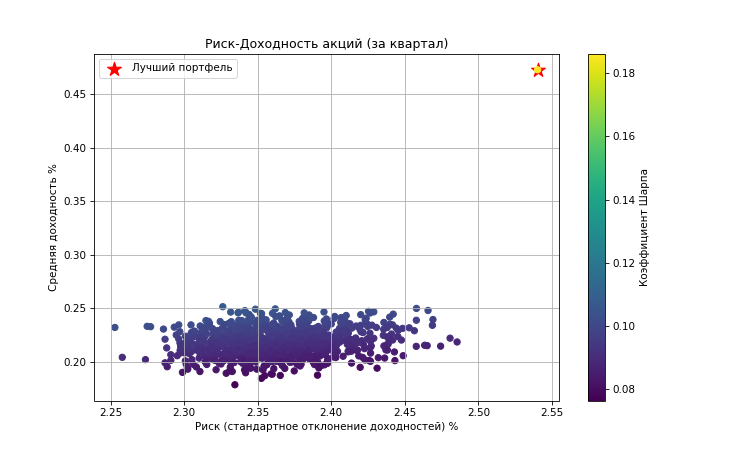 Риск-Доходность акций (за квартал)
Лучший портфель
Средняя доходность %
0.45
0.40
0.35
0.30
0.25
0.20
2.25 2.30 2.35 2.40 2.45 2.50 2.55
Риск (стандартное отклонение доходностей) %
0.18
0.16
0.14
0.12
0.10
0.08
Коэффициент Шарпа